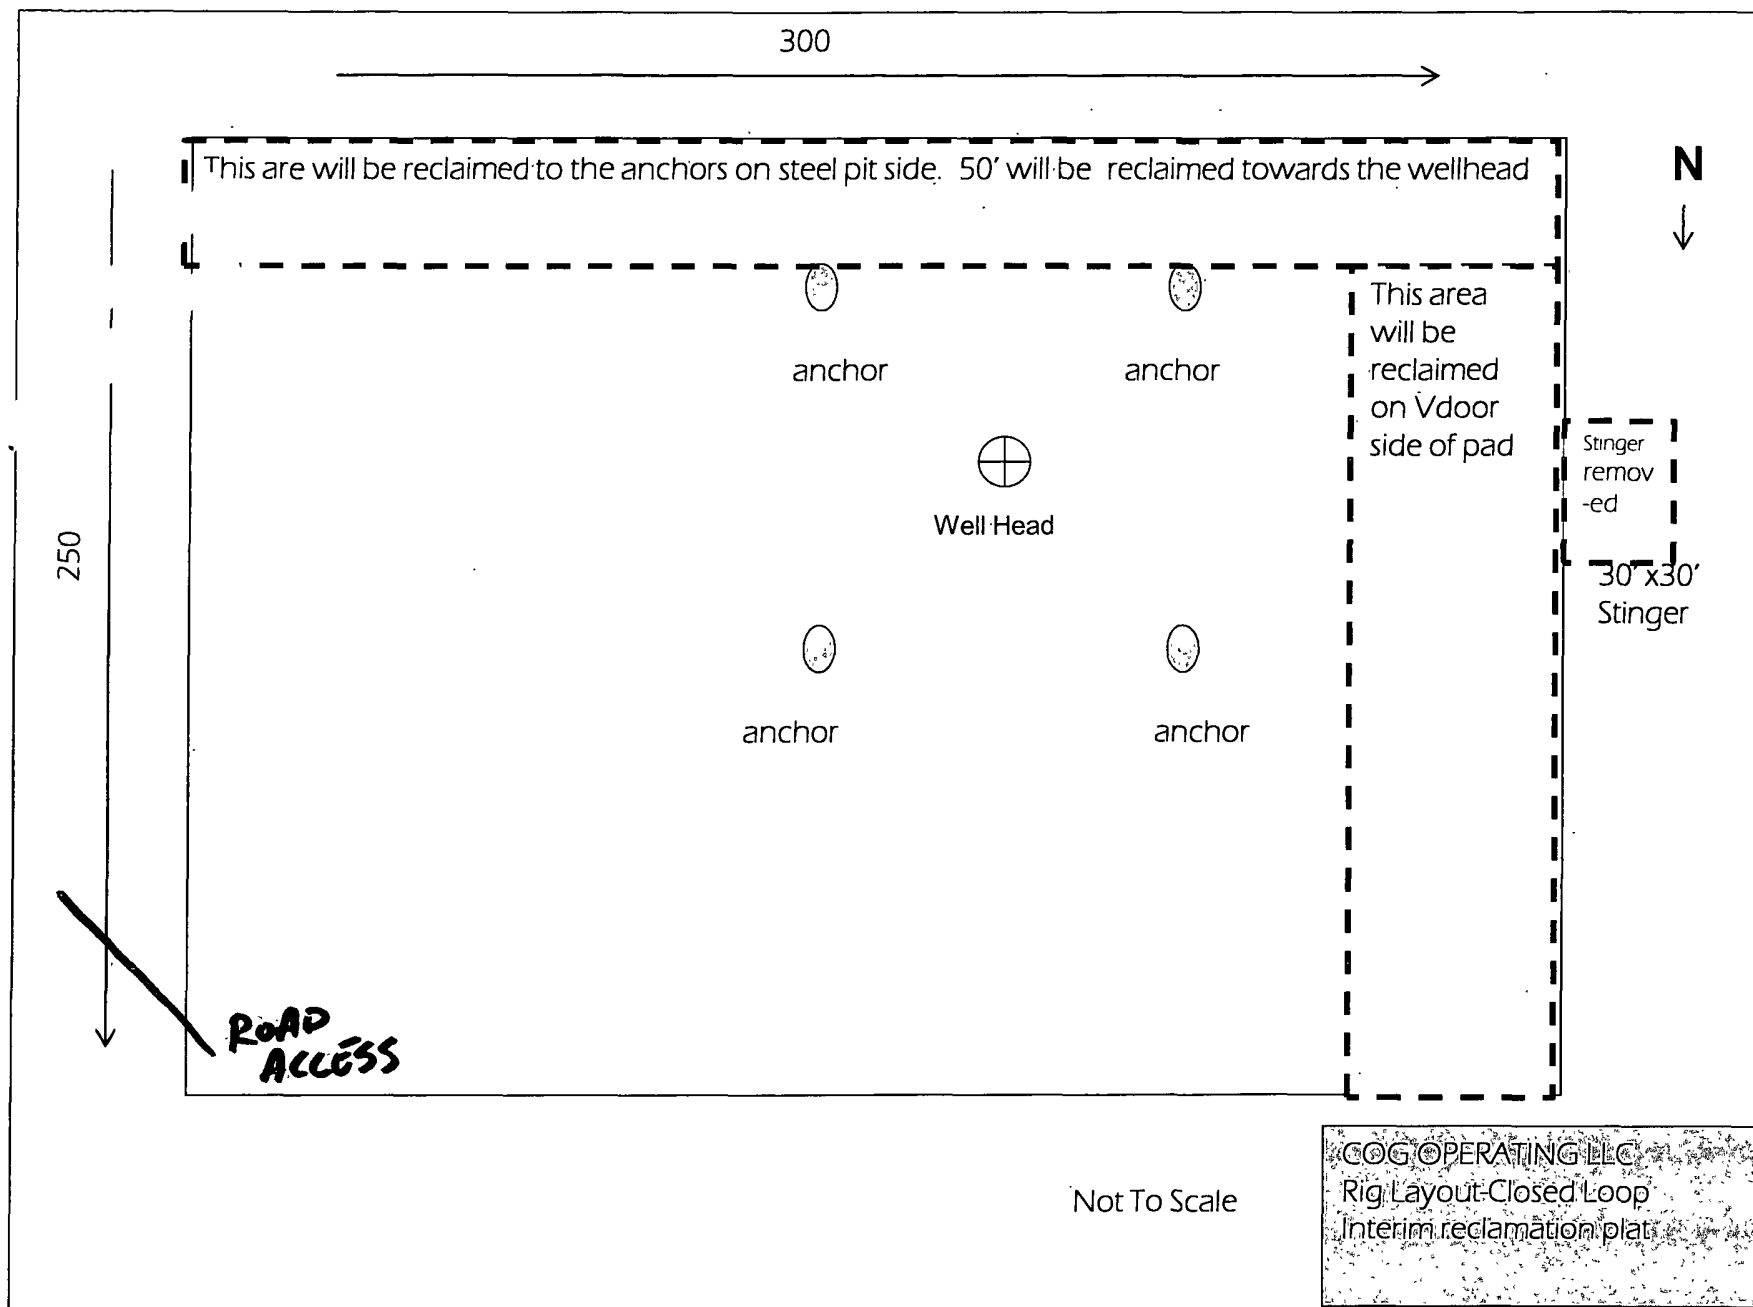 300
This are will be reclaimed to the anchors on steel pit side. 50' will be reclaimed towards the wellhead
N
anchor
anchor
This area
will be
reclaimed
on Vdoor
side of pad
Stinger
remov
-ed
Well Head
250
30' x30'
Stinger
anchor
anchor
ROAD
ACCESS
Not To Scale
COG OPERATING LLC
Rig Layout-Closed Loop
Interim reclamation plat